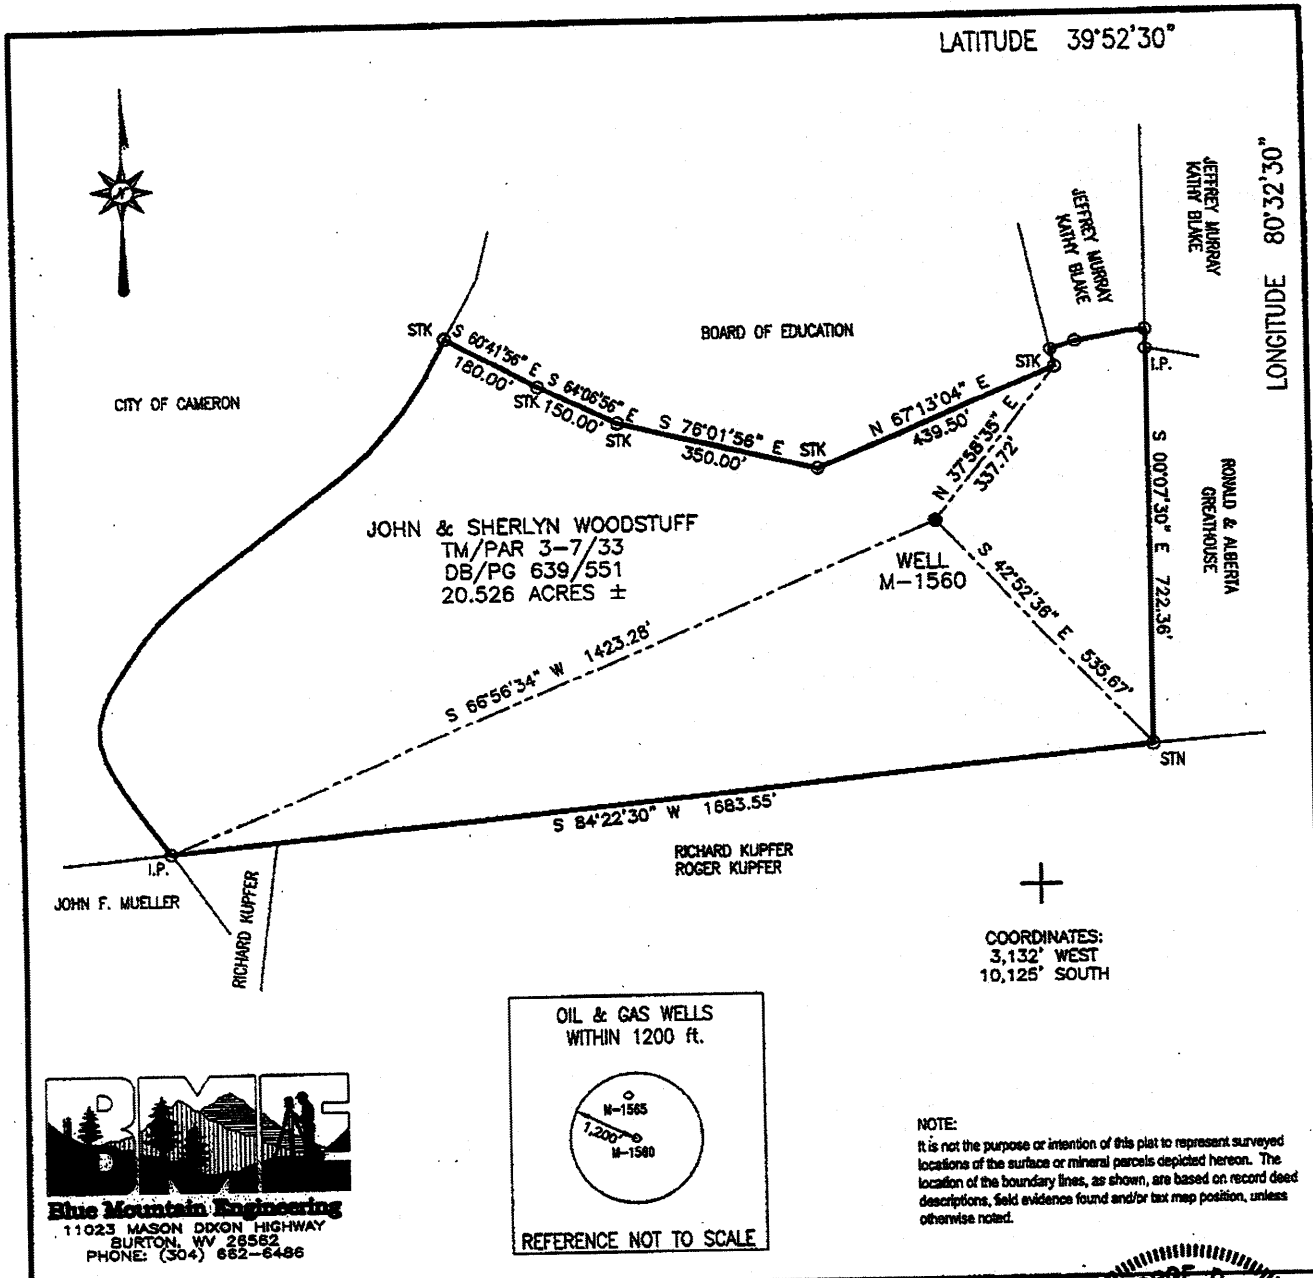 LATITUDE 39°52'30"
LONGITUDE 80°32'30"
N
JEFFREY MURRAY
KATHY BLAKE
JEFFREY MURRAY
KATHY BLAKE
BOARD OF EDUCATION
CITY OF CAMERON
STK
S 60°41'56" E
180.00'
STK
S 64°06'56" E
150.00'
STK
S 76°01'56" E
350.00'
STK
N 67°13'04" E
439.50'
STK
I.P.
N 37°58'35" E
337.72'
S 00°07'30" E 722.36'
RONALD & ALBERTA
GREATHOUSE
JOHN & SHERLYN WOODSTUFF
TM/PAR 3-7/33
DB/PG 639/551
20.526 ACRES ±
WELL
M-1560
S 42°52'36" E 535.67'
S 66°56'34" W 1423.28'
STN
S 84°22'30" W 1683.55'
I.P.
JOHN F. MUELLER
RICHARD KUPFER
RICHARD KUPFER
ROGER KUPFER
COORDINATES:
3,132' WEST
10,125' SOUTH
OIL & GAS WELLS
WITHIN 1200 ft.
M-1565
1,200'
M-1560
REFERENCE NOT TO SCALE
BME
Blue Mountain Engineering
11023 MASON DIXON HIGHWAY
BURTON, WV 26562
PHONE: (304) 662-6486
NOTE:
It is not the purpose or intention of this plat to represent surveyed
locations of the surface or mineral parcels depicted hereon. The
location of the boundary lines, as shown, are based on record deed
descriptions, field evidence found and/or tax map position, unless
otherwise noted.